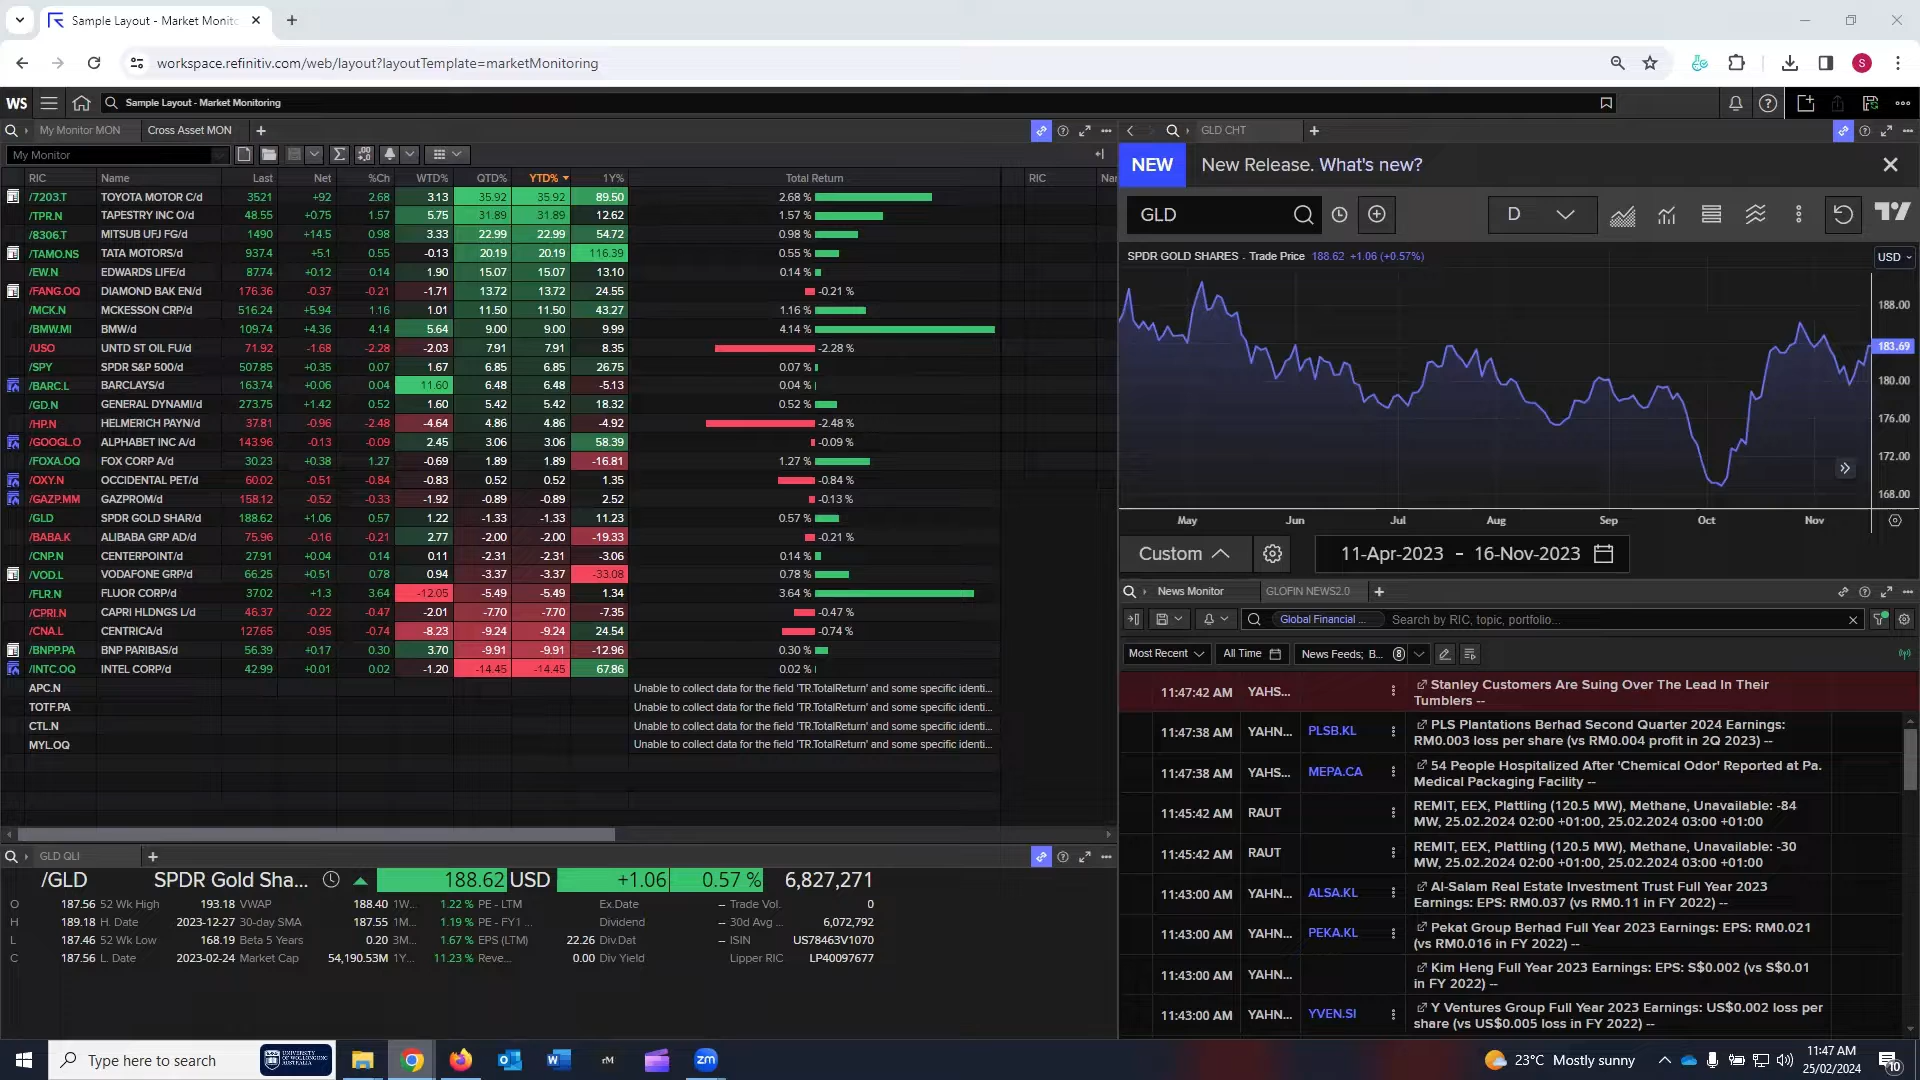 Sample Layout - Market Monito
workspace.refinitiv.com/web/layout?layoutTemplate=marketMonitoring
S
WS
Sample Layout - Market Monitoring
My Monitor MON
Cross Asset MON
My Monitor
RIC Name Last Net %Ch WTD% QTD% YTD% 1Y% Total Return RIC Nar
/7203.T TOYOTA MOTOR C/d 3521 +92 2.68 3.13 35.92 35.92 89.50 2.68 %
/TPR.N TAPESTRY INC O/d 48.55 +0.75 1.57 5.75 31.89 31.89 12.62 1.57 %
/8306.T MITSUB UFJ FG/d 1490 +14.5 0.98 3.33 22.99 22.99 54.72 0.98 %
/TAMO.NS TATA MOTORS/d 937.4 +5.1 0.55 -0.13 20.19 20.19 116.39 0.55 %
/EW.N EDWARDS LIFE/d 87.74 +0.12 0.14 1.90 15.07 15.07 13.10 0.14 %
/FANG.OQ DIAMOND BAK EN/d 176.36 -0.37 -0.21 -1.71 13.72 13.72 24.55 -0.21 %
/MCK.N MCKESSON CRP/d 516.24 +5.94 1.16 1.01 11.50 11.50 43.27 1.16 %
/BMW.MI BMW/d 109.74 +4.36 4.14 5.64 9.00 9.00 9.99 4.14 %
/USO UNTD ST OIL FU/d 71.92 -1.68 -2.28 -2.03 7.91 7.91 8.35 -2.28 %
/SPY SPDR S&P 500/d 507.85 +0.35 0.07 1.67 6.85 6.85 26.75 0.07 %
/BARC.L BARCLAYS/d 163.74 +0.06 0.04 11.60 6.48 6.48 -5.13 0.04 %
/GD.N GENERAL DYNAMI/d 273.75 +1.42 0.52 1.60 5.42 5.42 18.32 0.52 %
/HP.N HELMERICH PAYN/d 37.81 -0.96 -2.48 -4.64 4.86 4.86 -4.92 -2.48 %
/GOOGL.O ALPHABET INC A/d 143.96 -0.13 -0.09 2.45 3.06 3.06 58.39 -0.09 %
/FOXA.OQ FOX CORP A/d 30.23 +0.38 1.27 -0.69 1.89 1.89 -16.81 1.27 %
/OXY.N OCCIDENTAL PET/d 60.02 -0.51 -0.84 -0.83 0.52 0.52 1.35 -0.84 %
/GAZP.MM GAZPROM/d 158.12 -0.52 -0.33 -1.92 -0.89 -0.89 2.52 -0.13 %
/GLD SPDR GOLD SHAR/d 188.62 +1.06 0.57 1.22 -1.33 -1.33 11.23 0.57 %
/BABA.K ALIBABA GRP AD/d 75.96 -0.16 -0.21 2.77 -2.00 -2.00 -19.33 -0.21 %
/CNP.N CENTERPOINT/d 27.91 +0.04 0.14 0.11 -2.31 -2.31 -3.06 0.14 %
/VOD.L VODAFONE GRP/d 66.25 +0.51 0.78 0.94 -3.37 -3.37 -33.08 0.78 %
/FLR.N FLUOR CORP/d 37.02 +1.3 3.64 -12.05 -5.49 -5.49 1.34 3.64 %
/CPRI.N CAPRI HLDNGS L/d 46.37 -0.22 -0.47 -2.01 -7.70 -7.70 -7.35 -0.47 %
/CNA.L CENTRICA/d 127.65 -0.95 -0.74 -8.23 -9.24 -9.24 24.54 -0.74 %
/BNPP.PA BNP PARIBAS/d 56.39 +0.17 0.30 3.70 -9.91 -9.91 -12.96 0.30 %
/INTC.OQ INTEL CORP/d 42.99 +0.01 0.02 -1.20 -14.45 -14.45 67.86 0.02 %
APC.N Unable to collect data for the field 'TR.TotalReturn' and some specific identi...
TOTF.PA Unable to collect data for the field 'TR.TotalReturn' and some specific identi...
CTL.N Unable to collect data for the field 'TR.TotalReturn' and some specific identi...
MYL.OQ Unable to collect data for the field 'TR.TotalReturn' and some specific identi...
GLD QLI
/GLD SPDR Gold Sha... 188.62 USD +1.06 0.57 % 6,827,271
O 187.56 52 Wk High 193.18 VWAP 188.40 1W... 1.22 % PE - LTM Ex.Date -- Trade Vol. 0
H 189.18 H. Date 2023-12-27 30-day SMA 187.55 1M... 1.19 % PE - FY1 ... Dividend -- 30d Avg ... 6,072,792
L 187.46 52 Wk Low 168.19 Beta 5 Years 0.20 3M... 1.67 % EPS (LTM) 22.26 Div.Dat -- ISIN US78463V1070
C 187.56 L. Date 2023-02-24 Market Cap 54,190.53M 1Y... 11.23 % Reve... 0.00 Div Yield Lipper RIC LP40097677
GLD CHT
NEW New Release. What's new?
GLD
D
SPDR GOLD SHARES . Trade Price 188.62 +1.06 (+0.57%)
USD
188.00
183.69
180.00
176.00
172.00
168.00
May Jun Jul Aug Sep Oct Nov
Custom
11-Apr-2023 - 16-Nov-2023
News Monitor
GLOFIN NEWS2.0
Global Financial ...
Search by RIC, topic, portfolio...
Most Recent
All Time
News Feeds; B... 8
11:47:42 AM YAHS... Stanley Customers Are Suing Over The Lead In Their
Tumblers --
11:47:38 AM YAHN... PLSB.KL PLS Plantations Berhad Second Quarter 2024 Earnings:
RM0.003 loss per share (vs RM0.004 profit in 2Q 2023) --
11:47:38 AM YAHS... MEPA.CA 54 People Hospitalized After 'Chemical Odor' Reported at Pa.
Medical Packaging Facility --
11:45:42 AM RAUT REMIT, EEX, Plattling (120.5 MW), Methane, Unavailable: -84
MW, 25.02.2024 02:00 +01:00, 25.02.2024 03:00 +01:00
11:45:42 AM RAUT REMIT, EEX, Plattling (120.5 MW), Methane, Unavailable: -30
MW, 25.02.2024 02:00 +01:00, 25.02.2024 03:00 +01:00
11:43:00 AM YAHN... ALSA.KL Al-Salam Real Estate Investment Trust Full Year 2023
Earnings: EPS: RM0.037 (vs RM0.11 in FY 2022) --
11:43:00 AM YAHN... PEKA.KL Pekat Group Berhad Full Year 2023 Earnings: EPS: RM0.021
(vs RM0.016 in FY 2022) --
11:43:00 AM YAHN... Kim Heng Full Year 2023 Earnings: EPS: S$0.002 (vs S$0.01
in FY 2022) --
11:43:00 AM YAHN... YVEN.SI Y Ventures Group Full Year 2023 Earnings: US$0.002 loss per
share (vs US$0.005 loss in FY 2022) --
Type here to search
UNIVERSITY OF WOLLONGONG AUSTRALIA
rM
zm
23°C Mostly sunny
11:47 AM
25/02/2024
10